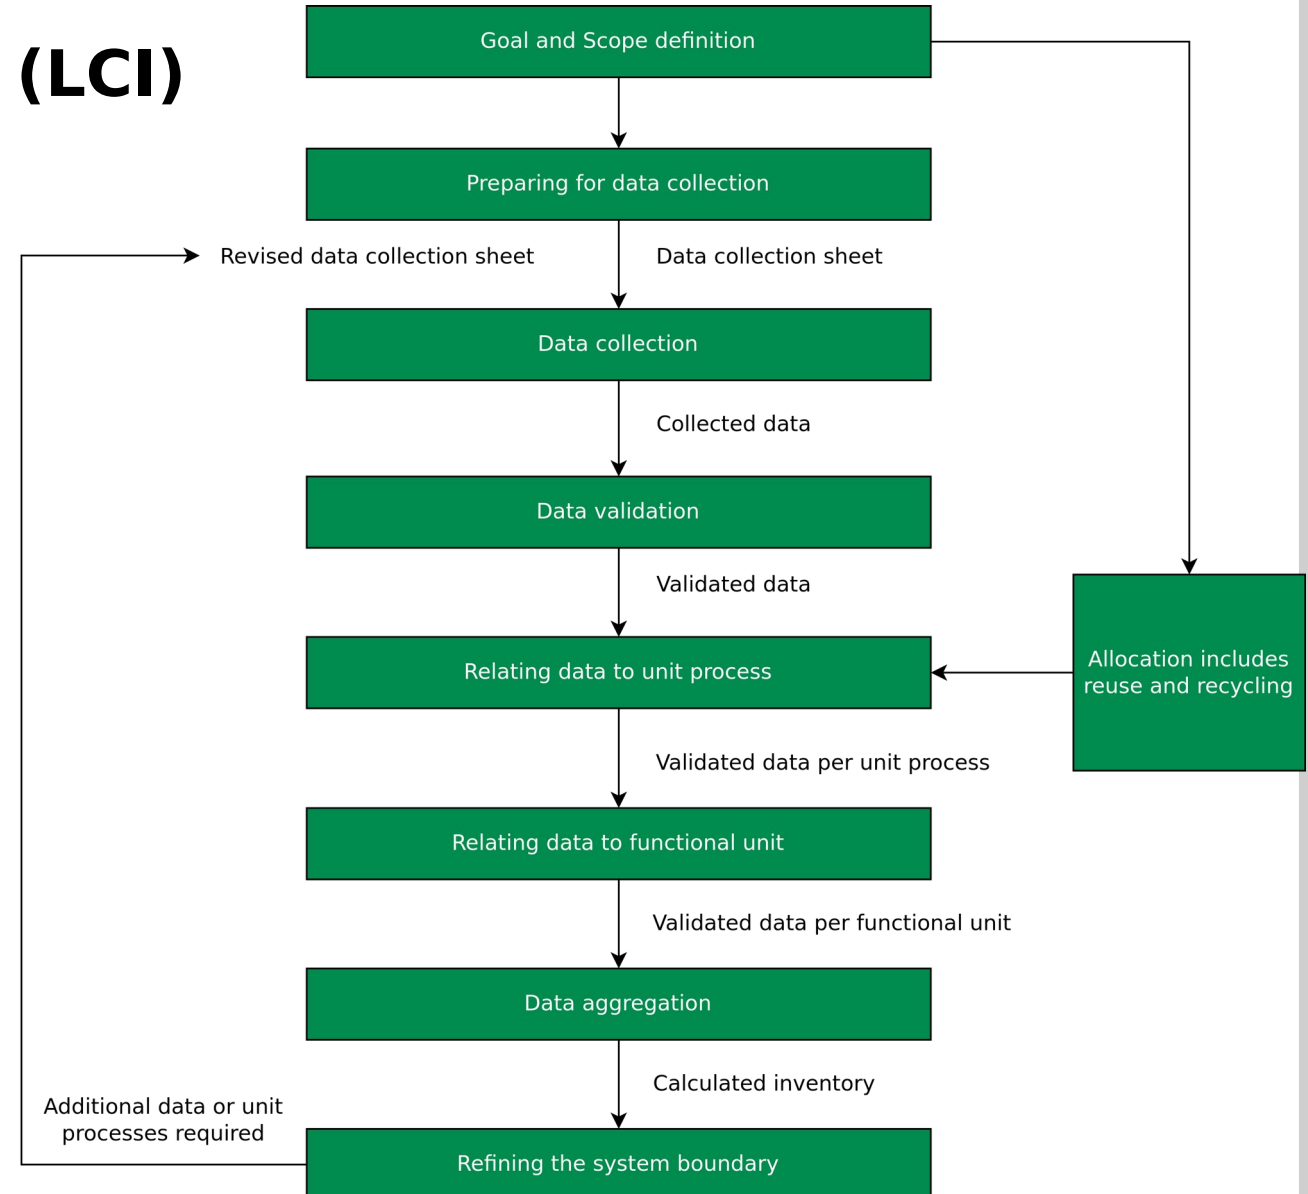 (LCI)
Goal and Scope definition
Preparing for data collection
Revised data collection sheet
Data collection sheet
Data collection
Collected data
Data validation
Validated data
Allocation includes
reuse and recycling
Relating data to unit process
Validated data per unit process
Relating data to functional unit
Validated data per functional unit
Data aggregation
Calculated inventory
Additional data or unit
processes required
Refining the system boundary